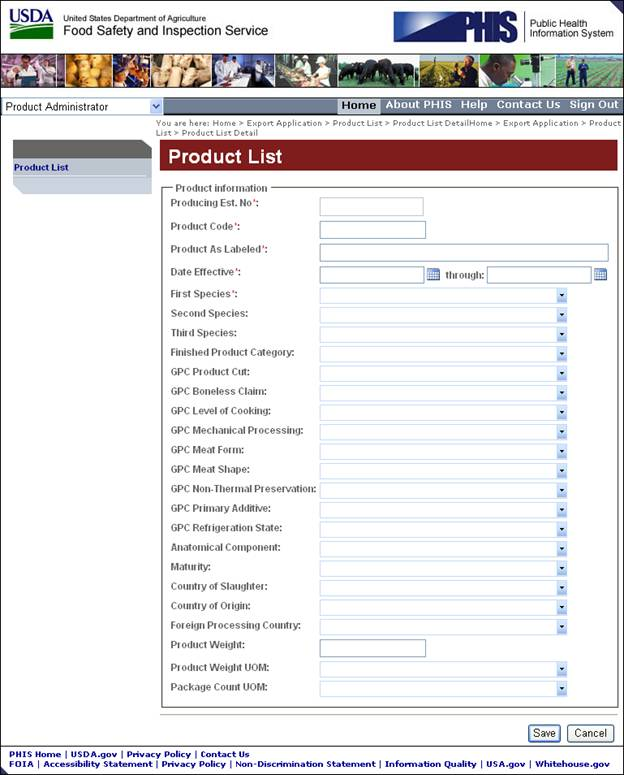 USDA
United States Department of Agriculture
Food Safety and Inspection Service
PHIS
Public Health
Information System
Product Administrator
Home About PHIS Help Contact Us Sign Out
You are here: Home > Export Application > Product List > Product List DetailHome > Export Application > Product
List > Product List Detail
Product List
Product List
Product information
Producing Est. No*:
Product Code*:
Product As Labeled*:
Date Effective*: through:
First Species*:
Second Species:
Third Species:
Finished Product Category:
GPC Product Cut:
GPC Boneless Claim:
GPC Level of Cooking:
GPC Mechanical Processing:
GPC Meat Form:
GPC Meat Shape:
GPC Non-Thermal Preservation:
GPC Primary Additive:
GPC Refrigeration State:
Anatomical Component:
Maturity:
Country of Slaughter:
Country of Origin:
Foreign Processing Country:
Product Weight:
Product Weight UOM:
Package Count UOM:
Save Cancel
PHIS Home | USDA.gov | Privacy Policy | Contact Us
FOIA | Accessibility Statement | Privacy Policy | Non-Discrimination Statement | Information Quality | USA.gov | Whitehouse.gov